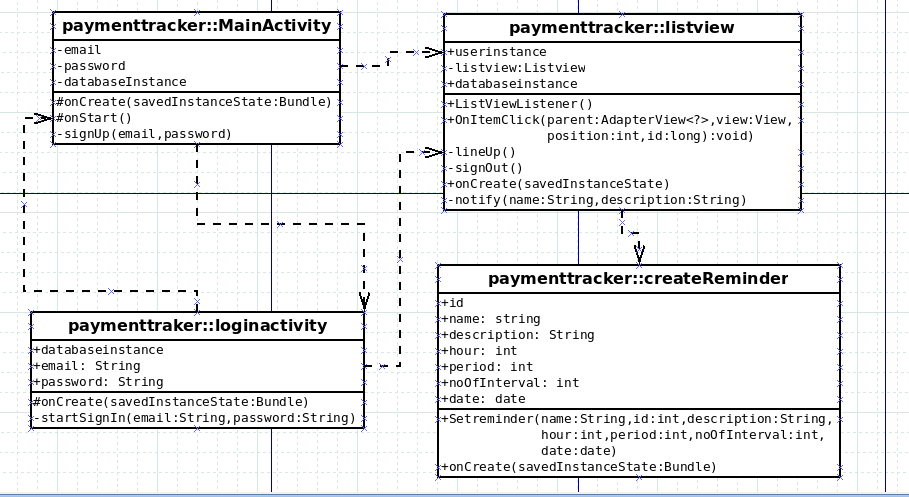 paymenttracker::MainActivity
-email
-password
-databaseInstance
#onCreate(savedInstanceState:Bundle)
#onStart()
-signUp(email,password)
paymenttracker::listview
+userinstance
-listview:Listview
+databaseinstance
+ListViewListener()
+OnItemClick(parent:AdapterView<?>,view:View,
position:int,id:long):void)
-lineUp()
-signOut()
+onCreate(savedInstanceState)
-notify(name:String,description:String)
paymenttraker::loginactivity
+databaseinstance
+email: String
+password: String
#onCreate(savedInstanceState:Bundle)
-startSignIn(email:String,password:String)
paymenttracker::createReminder
+id
+name: string
+description: String
+hour: int
+period: int
+noOfInterval: int
+date: date
+Setreminder(name:String,id:int,description:String,
hour:int,period:int,noOfInterval:int,
date:date)
+onCreate(savedInstanceState:Bundle)